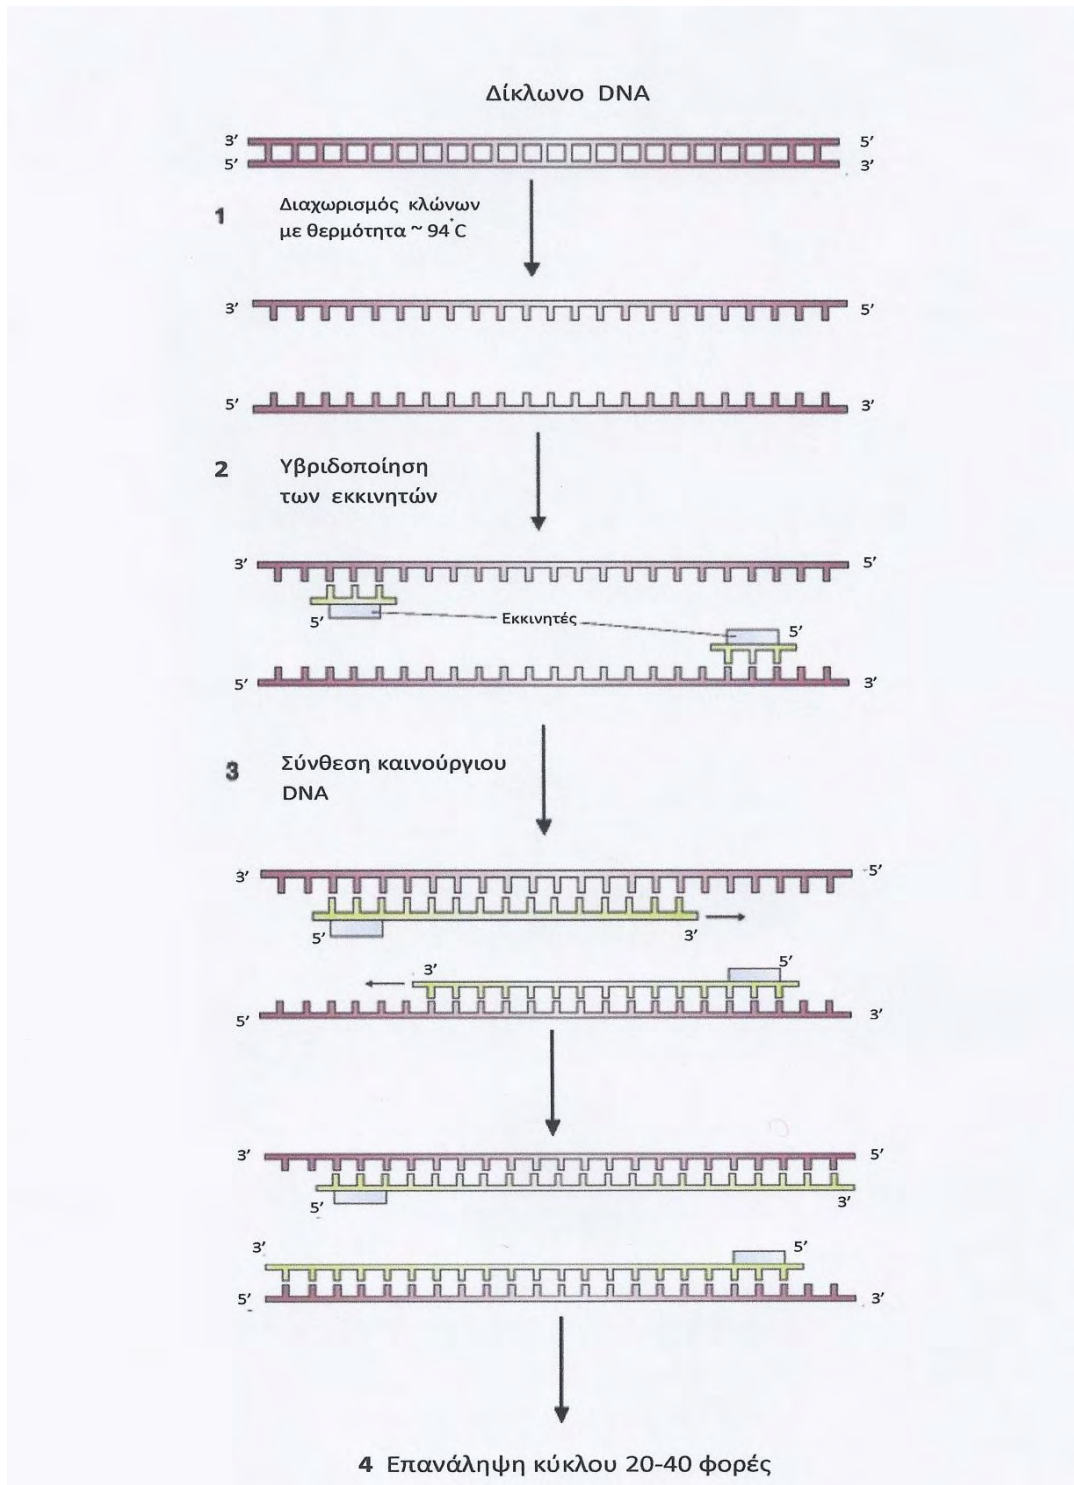 Δίκλωνο DNA
3' 5'
5' 3'
1 Διαχωρισμός κλώνων
με θερμότητα ~ 94°C
3' 5'
5' 3'
2 Υβριδοποίηση
των εκκινητών
3' 5'
5' Εκκινητές 5'
5' 3'
3 Σύνθεση καινούργιου
DNA
3' 5'
5' 3'
3' 5'
5' 3'
3' 5'
5' 3'
3' 5'
5' 3'
4 Επανάληψη κύκλου 20-40 φορές